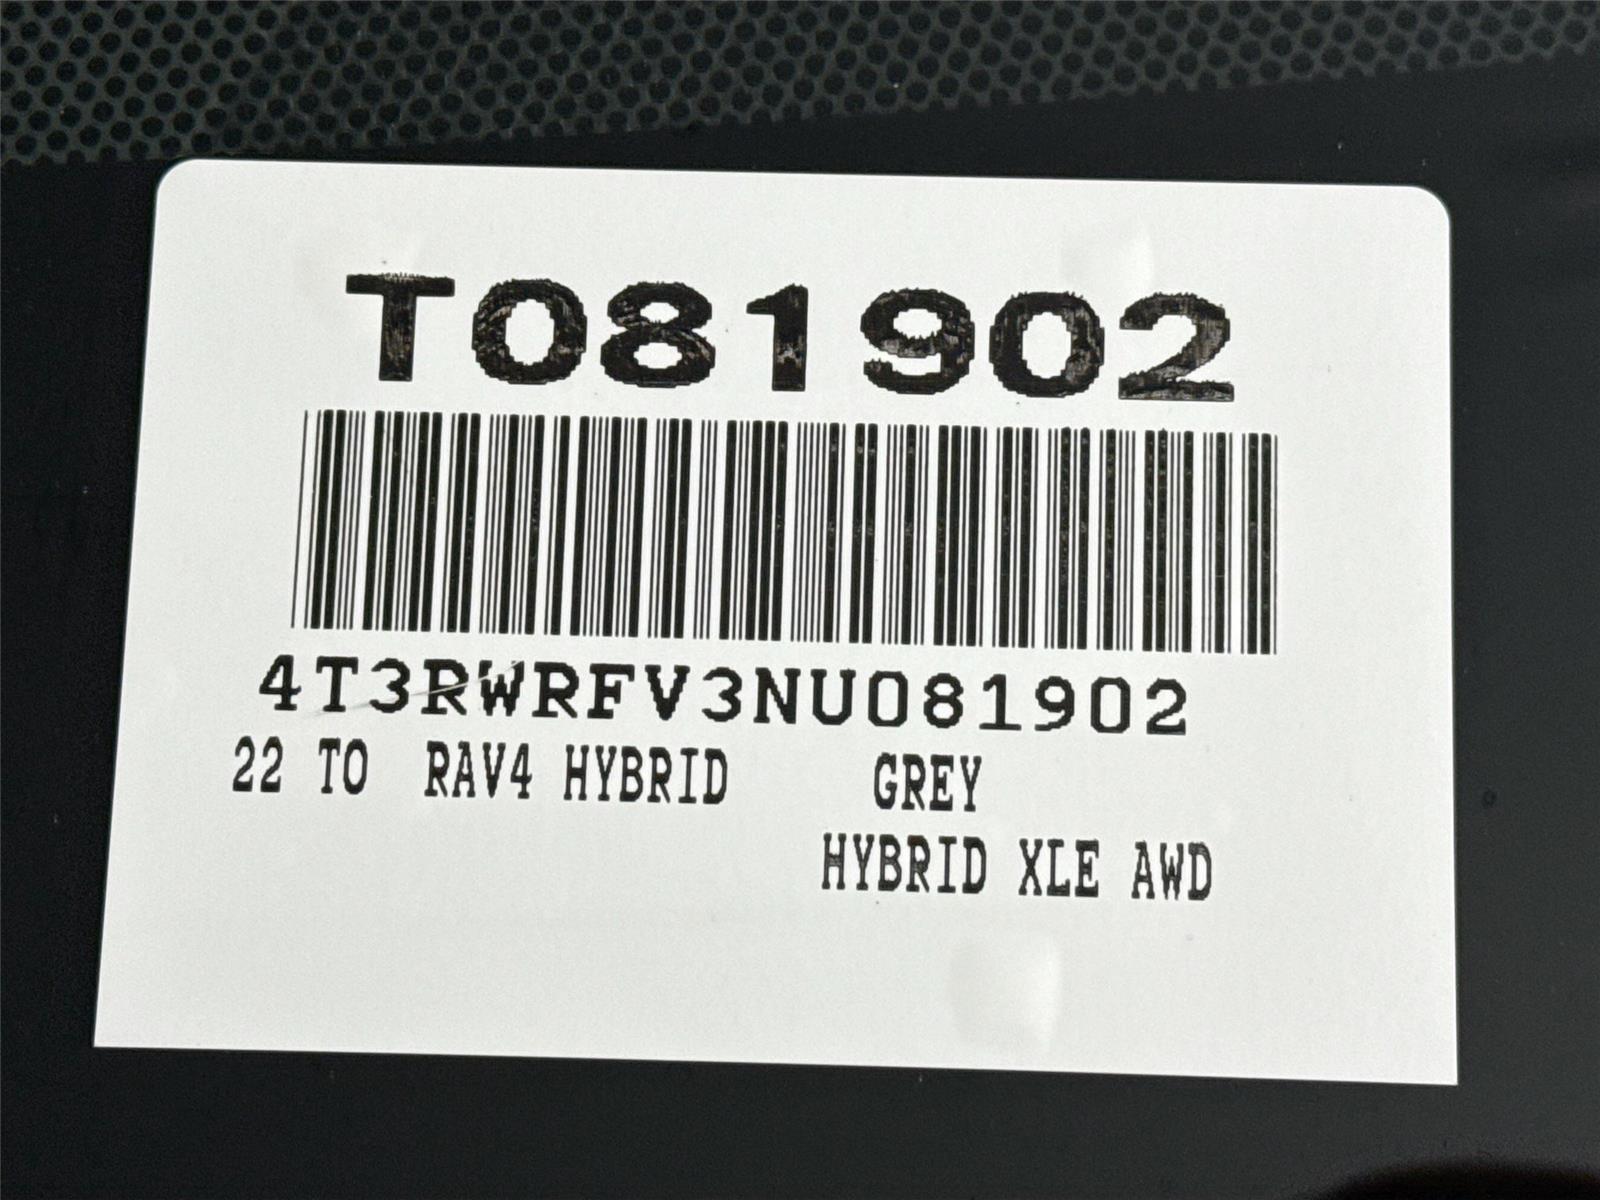 T081902
4T3RWRFV3NU081902
22 TO RAV4 HYBRID GREY
HYBRID XLE AWD